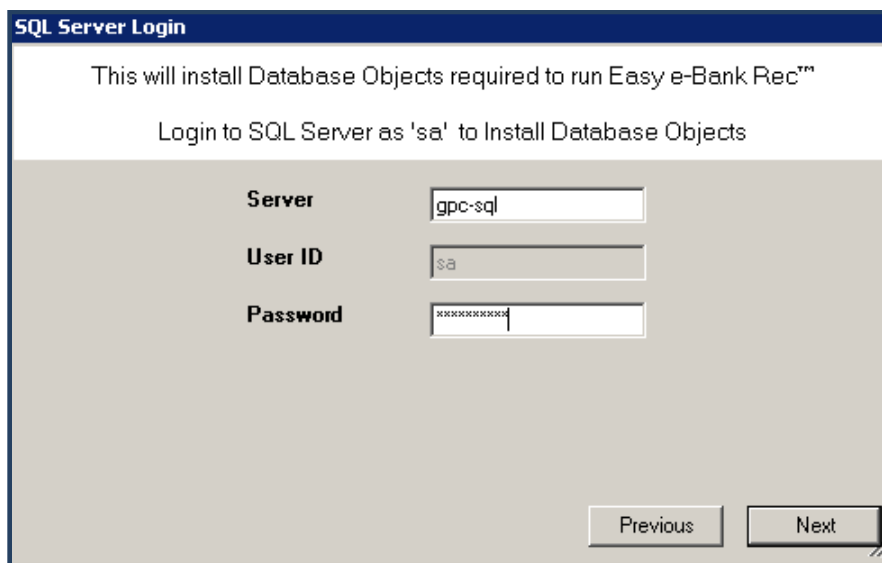 SQL Server Login
This will install Database Objects required to run Easy e-Bank Rec™
Login to SQL Server as 'sa' to Install Database Objects
Server gpc-sql
User ID sa
Password **********
Previous Next